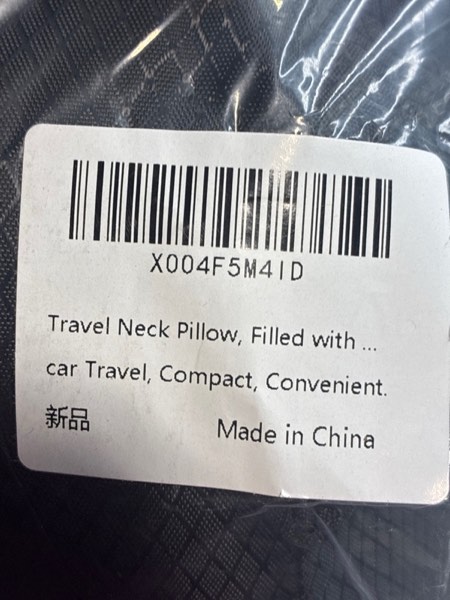 X004F5M4ID
Travel Neck Pillow, Filled with ...
car Travel, Compact, Convenient.
新品
Made in China